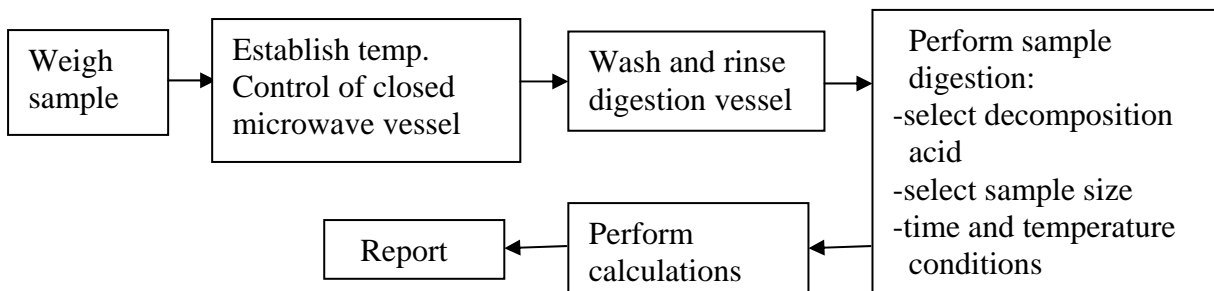 Weigh
sample
Establish temp.
Control of closed
microwave vessel
Wash and rinse
digestion vessel
Perform sample
digestion:
-select decomposition
acid
-select sample size
-time and temperature
conditions
Perform
calculations
Report